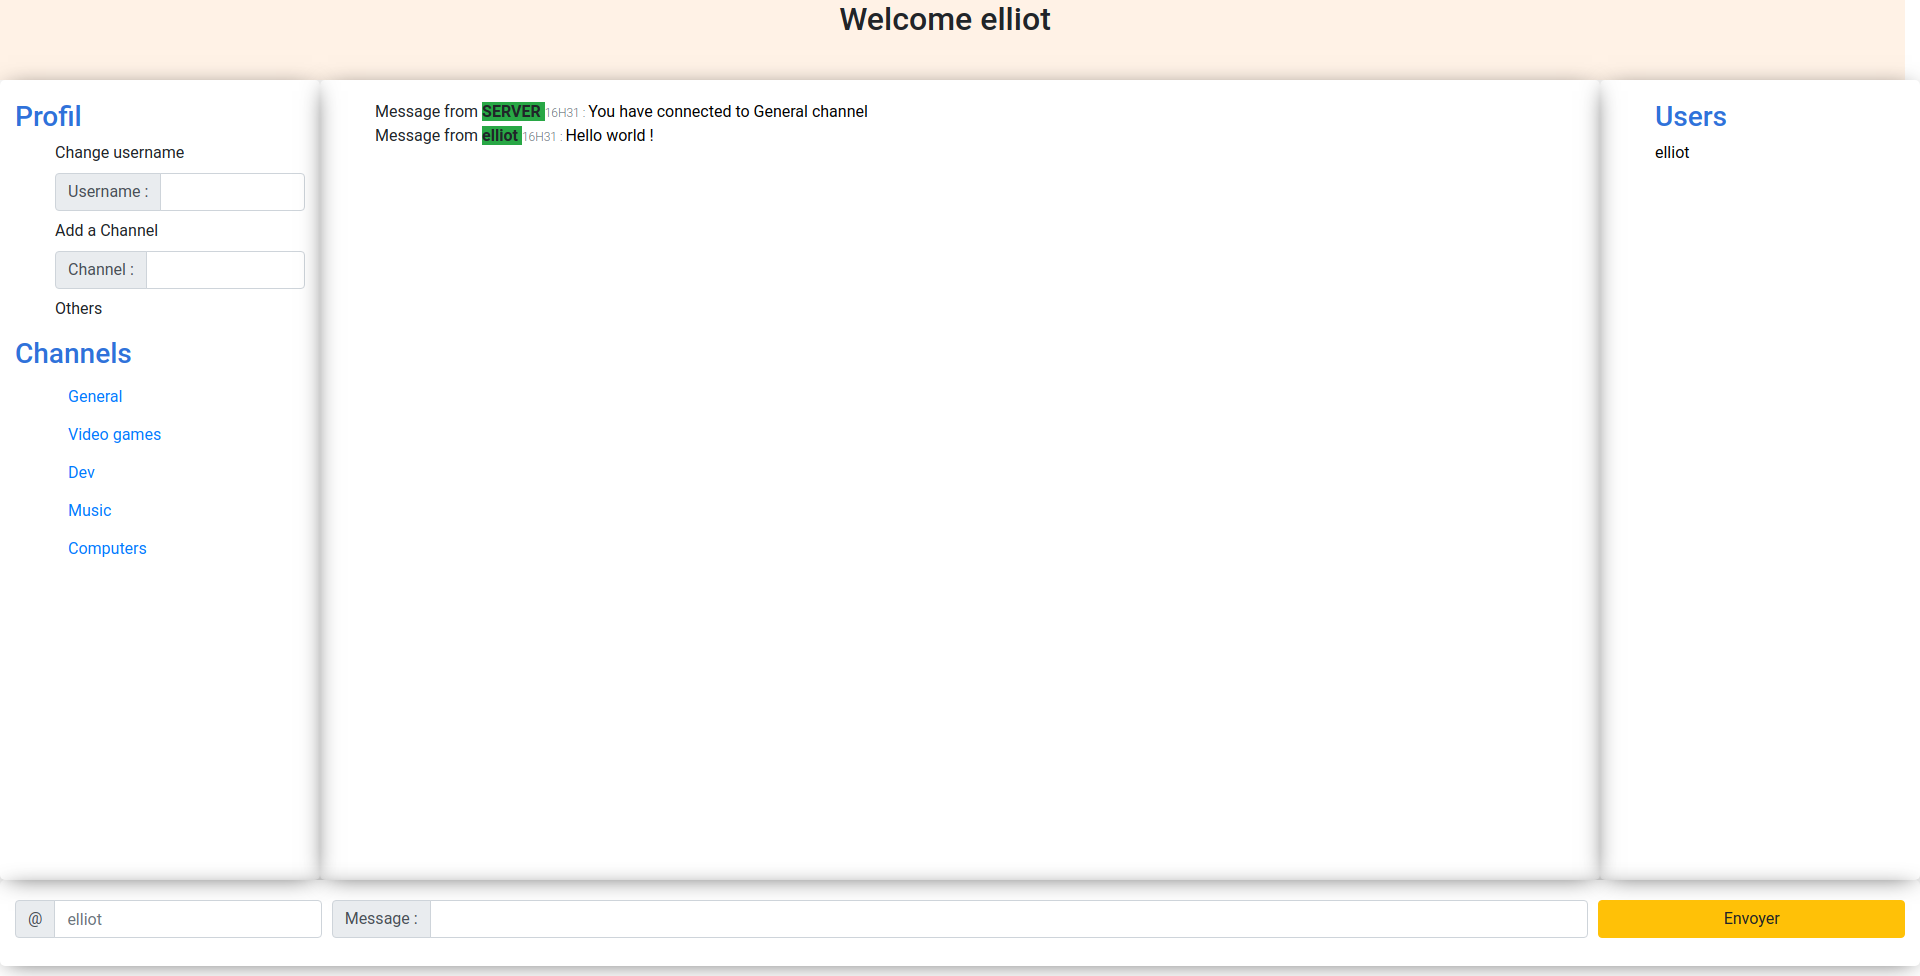 Welcome elliot
Profil
Change username
Username :
Add a Channel
Channel :
Others
Channels
General
Video games
Dev
Music
Computers
Message from SERVER 16H31 : You have connected to General channel
Message from elliot 16H31 : Hello world !
Users
elliot
@ elliot
Message :
Envoyer